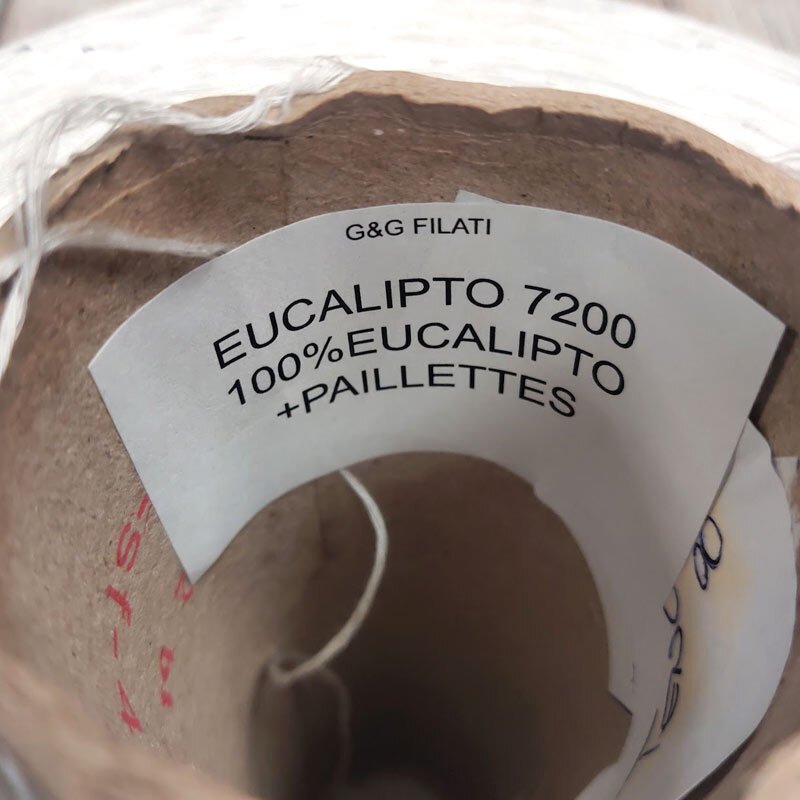 G&G FILATI
EUCALIPTO 7200
100%EUCALIPTO
+PAILLETTES